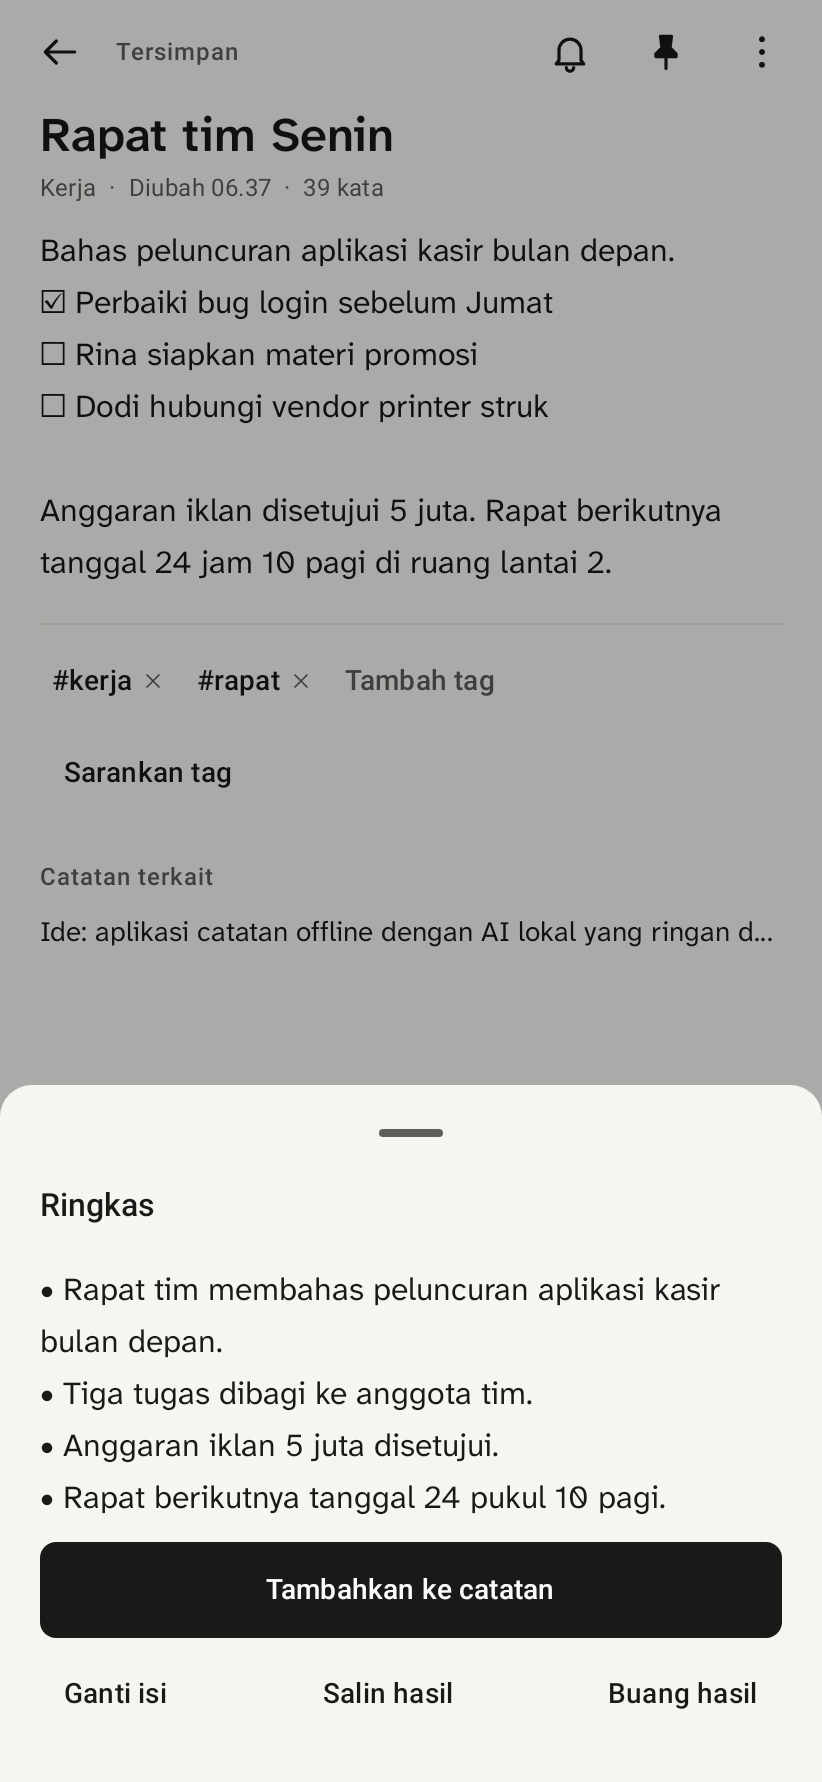 Tersimpan
Rapat tim Senin
Kerja · Diubah 06.37 · 39 kata
Bahas peluncuran aplikasi kasir bulan depan.
☑ Perbaiki bug login sebelum Jumat
☐ Rina siapkan materi promosi
☐ Dodi hubungi vendor printer struk
Anggaran iklan disetujui 5 juta. Rapat berikutnya
tanggal 24 jam 10 pagi di ruang lantai 2.
#kerja × #rapat × Tambah tag
Sarankan tag
Catatan terkait
Ide: aplikasi catatan offline dengan AI lokal yang ringan d...
Ringkas
• Rapat tim membahas peluncuran aplikasi kasir
bulan depan.
• Tiga tugas dibagi ke anggota tim.
• Anggaran iklan 5 juta disetujui.
• Rapat berikutnya tanggal 24 pukul 10 pagi.
Tambahkan ke catatan
Ganti isi Salin hasil Buang hasil